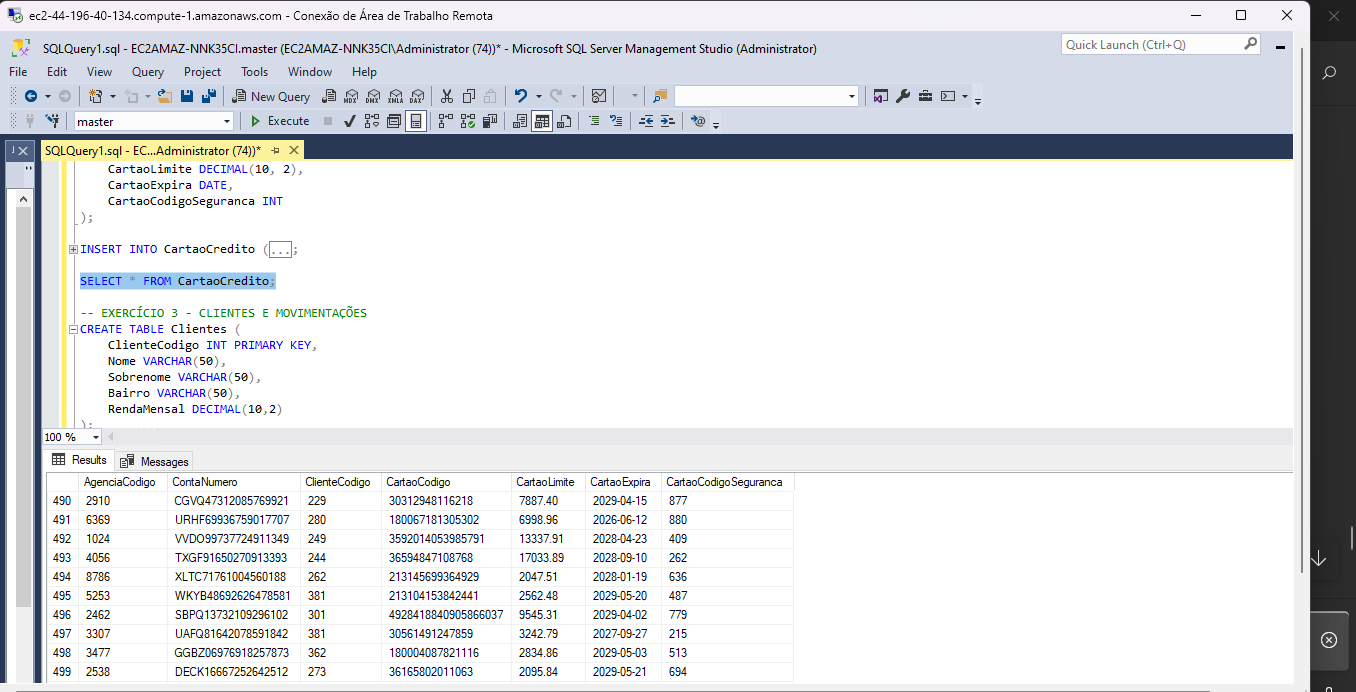 ec2-44-196-40-134.compute-1.amazonaws.com - Conexão de Área de Trabalho Remota
SQLQuery1.sql - EC2AMAZ-NNK35CI.master (EC2AMAZ-NNK35CI\Administrator (74))* - Microsoft SQL Server Management Studio (Administrator)
Quick Launch (Ctrl+Q)
File Edit View Query Project Tools Window Help
New Query MDX DMX XMLA DAX
master Execute
SQLQuery1.sql - EC...Administrator (74))*
CartaoLimite DECIMAL(10, 2),
CartaoExpira DATE,
CartaoCodigoSeguranca INT
);
INSERT INTO CartaoCredito (...;
SELECT * FROM CartaoCredito;
-- EXERCÍCIO 3 - CLIENTES E MOVIMENTAÇÕES
CREATE TABLE Clientes (
ClienteCodigo INT PRIMARY KEY,
Nome VARCHAR(50),
Sobrenome VARCHAR(50),
Bairro VARCHAR(50),
RendaMensal DECIMAL(10,2)
);
100 %
Results Messages
AgenciaCodigo ContaNumero ClienteCodigo CartaoCodigo CartaoLimite CartaoExpira CartaoCodigoSeguranca
490 2910 CGVQ47312085769921 229 30312948116218 7887.40 2029-04-15 877
491 6369 URHF69936759017707 280 180067181305302 6998.96 2026-06-12 880
492 1024 VVDO99737724911349 249 3592014053985791 13337.91 2028-04-23 409
493 4056 TXGF91650270913393 244 36594847108768 17033.89 2028-09-10 262
494 8786 XLTC71761004560188 262 213145699364929 2047.51 2028-01-19 636
495 5253 WKYB48692626478581 381 213104153842441 2562.48 2029-05-20 487
496 2462 SBPQ13732109296102 301 4928418840905866037 9545.31 2029-04-02 779
497 3307 UAFQ81642078591842 381 30561491247859 3242.79 2027-09-27 215
498 3477 GGBZ06976918257873 362 180004087821116 2834.86 2029-05-03 513
499 2538 DECK16667252642512 273 36165802011063 2095.84 2029-05-21 694